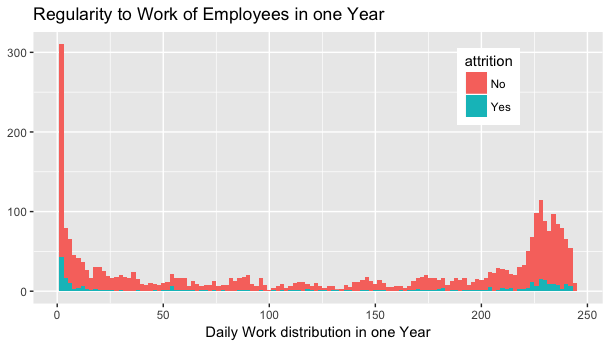 Regularity to Work of Employees in one Year
300
200
100
0
attrition
No
Yes
0 50 100 150 200 250
Daily Work distribution in one Year